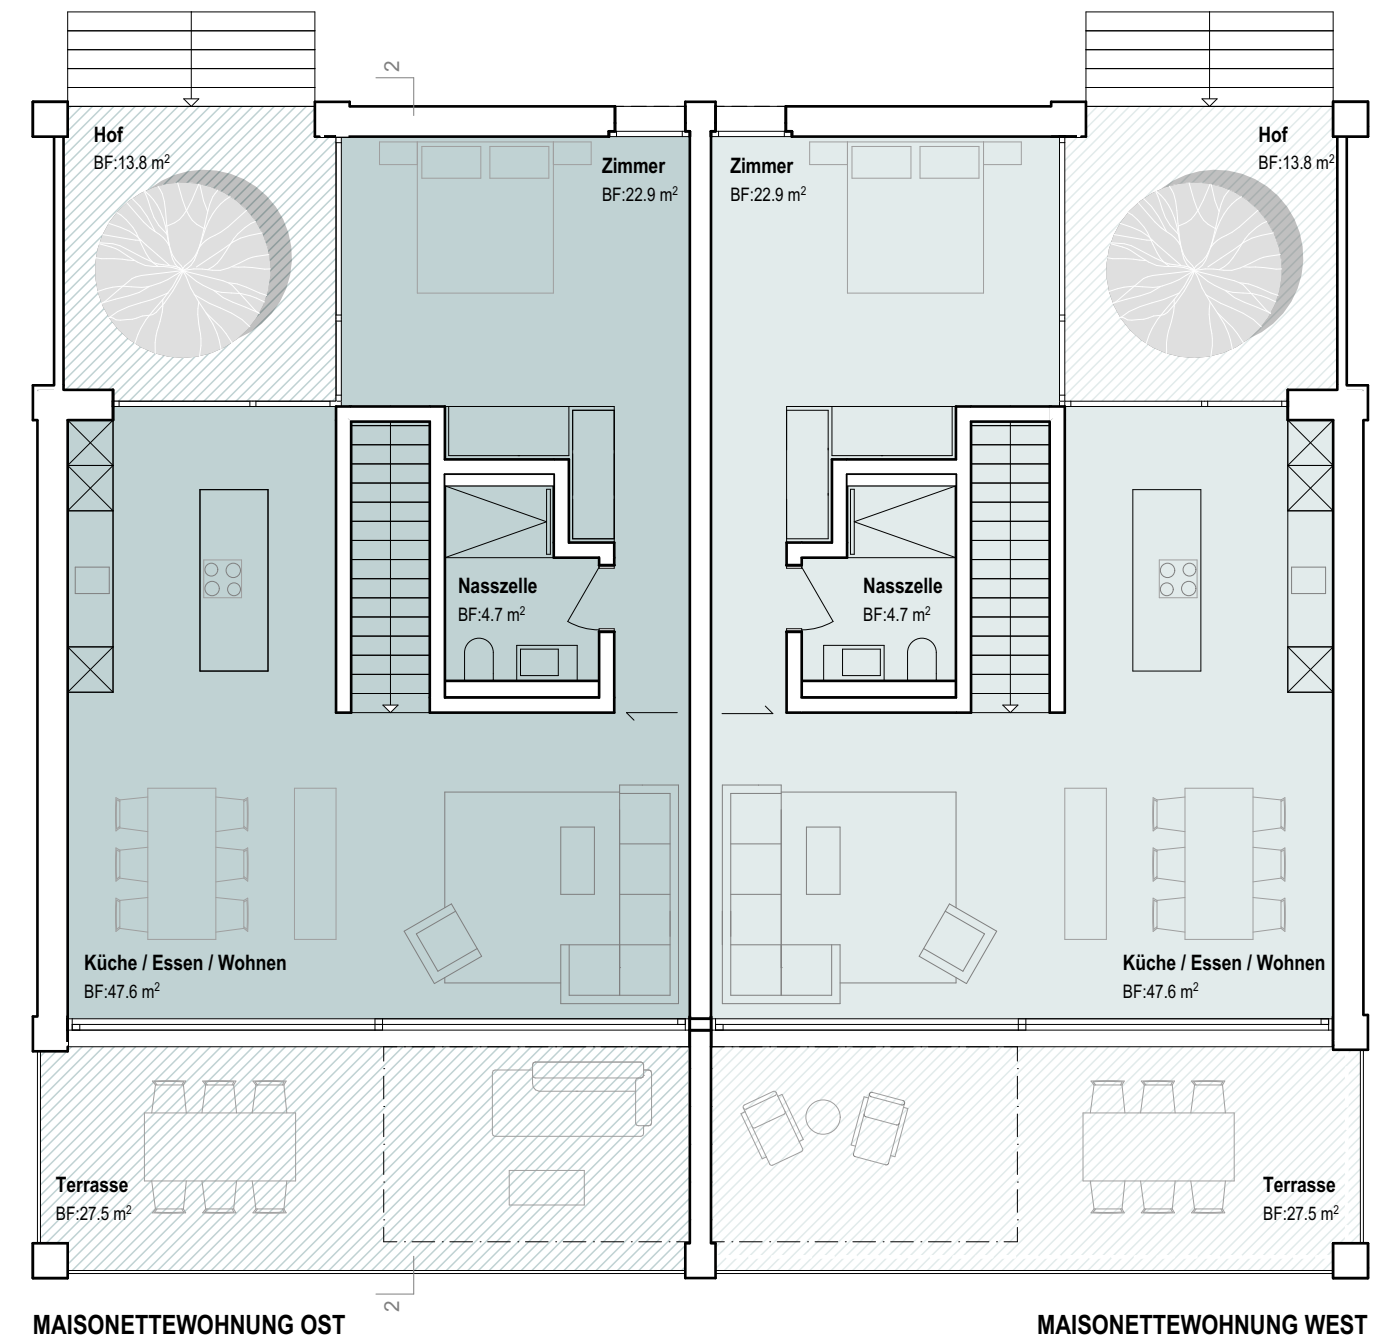 2
Hof
BF:13.8 m²
Zimmer
BF:22.9 m²
Zimmer
BF:22.9 m²
Hof
BF:13.8 m²
Nasszelle
BF:4.7 m²
Nasszelle
BF:4.7 m²
Küche / Essen / Wohnen
BF:47.6 m²
Küche / Essen / Wohnen
BF:47.6 m²
Terrasse
BF:27.5 m²
Terrasse
BF:27.5 m²
2
MAISONETTEWOHNUNG OST
MAISONETTEWOHNUNG WEST